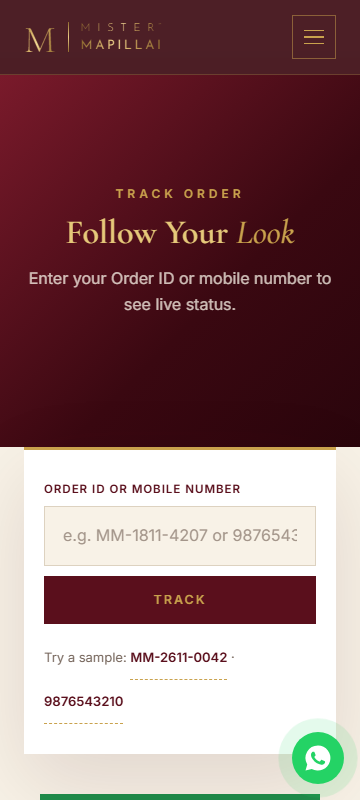 M
MISTER
MAPILLAI
TRACK ORDER
Follow Your Look
Enter your Order ID or mobile number to
see live status.
ORDER ID OR MOBILE NUMBER
e.g. MM-1811-4207 or 9876543
TRACK
Try a sample: MM-2611-0042 ·
9876543210